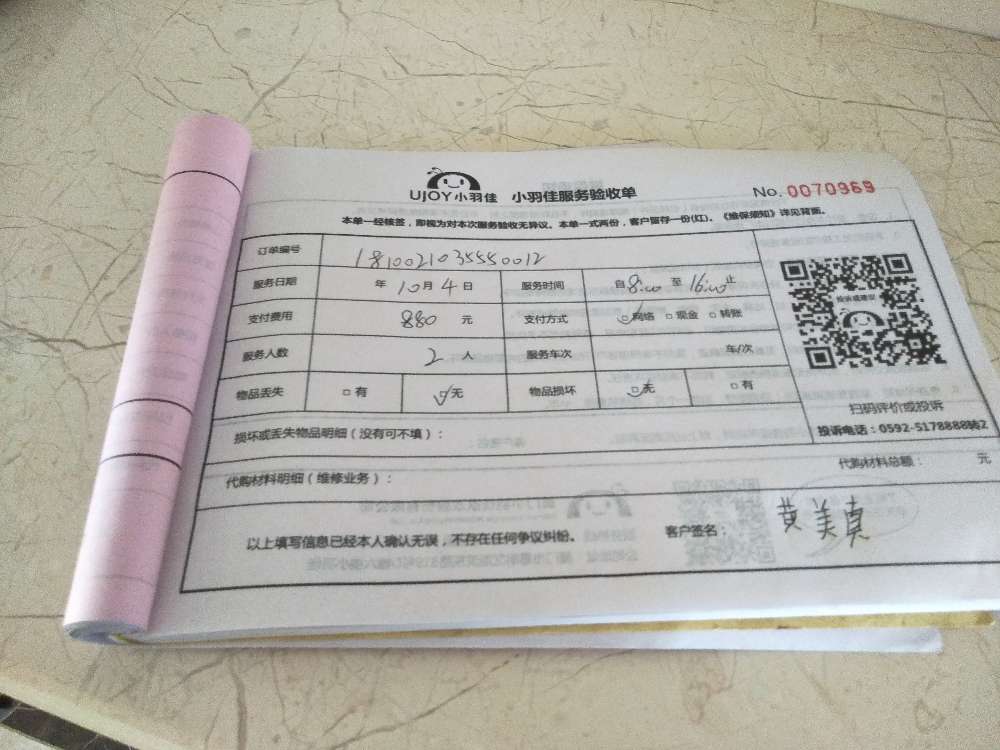 UJOY小羽佳 小羽佳服务验收单 No. 0070969
本单一经核签，即视为对本次服务验收无异议。本单一式两份，客户留存一份(红)、《维保须知》详见背面。
订单编号 1810021035550012
服务日期 年 10月 4日 服务时间 自 8:00 至 16:00 止
支付费用 880 元 支付方式 网络 □ 现金 □ 转账
投诉或建议
服务人数 2 人 服务车次 车/次
物品丢失 □ 有 ☑ 无 物品损坏 ☑ 无 □ 有
扫码评价或投诉
损坏或丢失物品明细（没有可不填）： 投诉电话：0592-5178888转2
代购材料明细（维修业务）： 代购材料总额： 元
以上填写信息已经本人确认无误，不存在任何争议纠纷。 客户签名： 黄美真